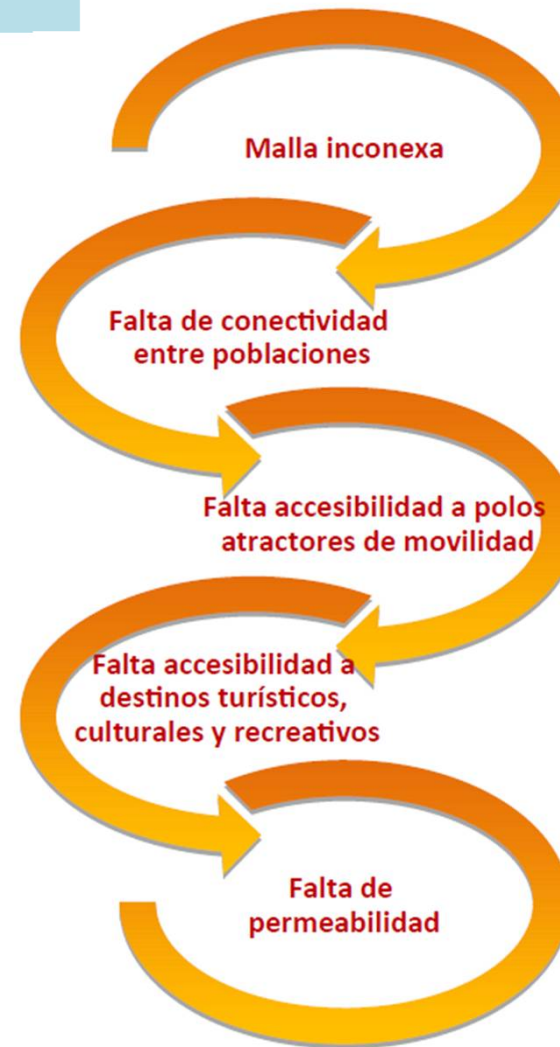 Malla inconexa
Falta de conectividad
entre poblaciones
Falta accesibilidad a polos
atractores de movilidad
Falta accesibilidad a
destinos turísticos,
culturales y recreativos
Falta de
permeabilidad